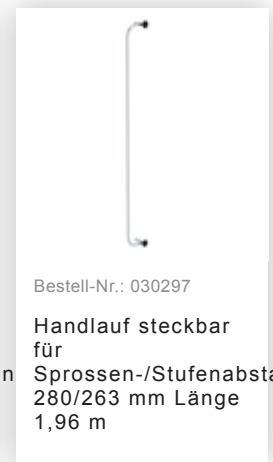 Bestell-Nr.: 030297
Handlauf steckbar
für
n Sprossen-/Stufenabsta
280/263 mm Länge
1,96 m